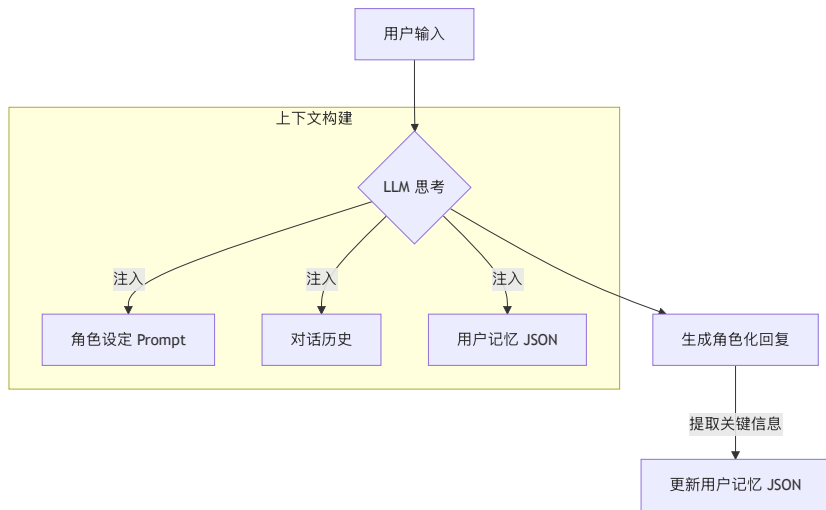 用户输入
上下文构建
LLM 思考
注入
注入
注入
角色设定 Prompt
对话历史
用户记忆 JSON
生成角色化回复
提取关键信息
更新用户记忆 JSON